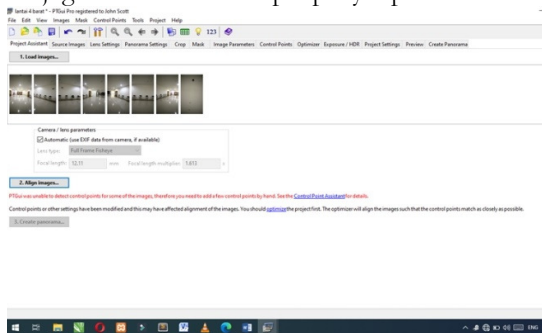 lantai 4 barat * - PTGui Pro registered to John Scott
File Edit View Images Mask Control Points Tools Project Help
123
Project Assistant Source Images Lens Settings Panorama Settings Crop Mask Image Parameters Control Points Optimizer Exposure / HDR Project Settings Preview Create Panorama
1. Load images...
Camera / lens parameters
Automatic (use EXIF data from camera, if available)
Lens type: Full Frame Fisheye
Focal length: 12.11 mm Focal length multiplier: 1.613 x
2. Align images...
PTGui was unable to detect control points for some of the images, therefore you need to add a few control points by hand. See the Control Point Assistant for details.
Control points or other settings have been modified and this may have affected alignment of the images. You should optimize the project first. The optimizer will align the images such that the control points match as closely as possible.
3. Create panorama...
ENG